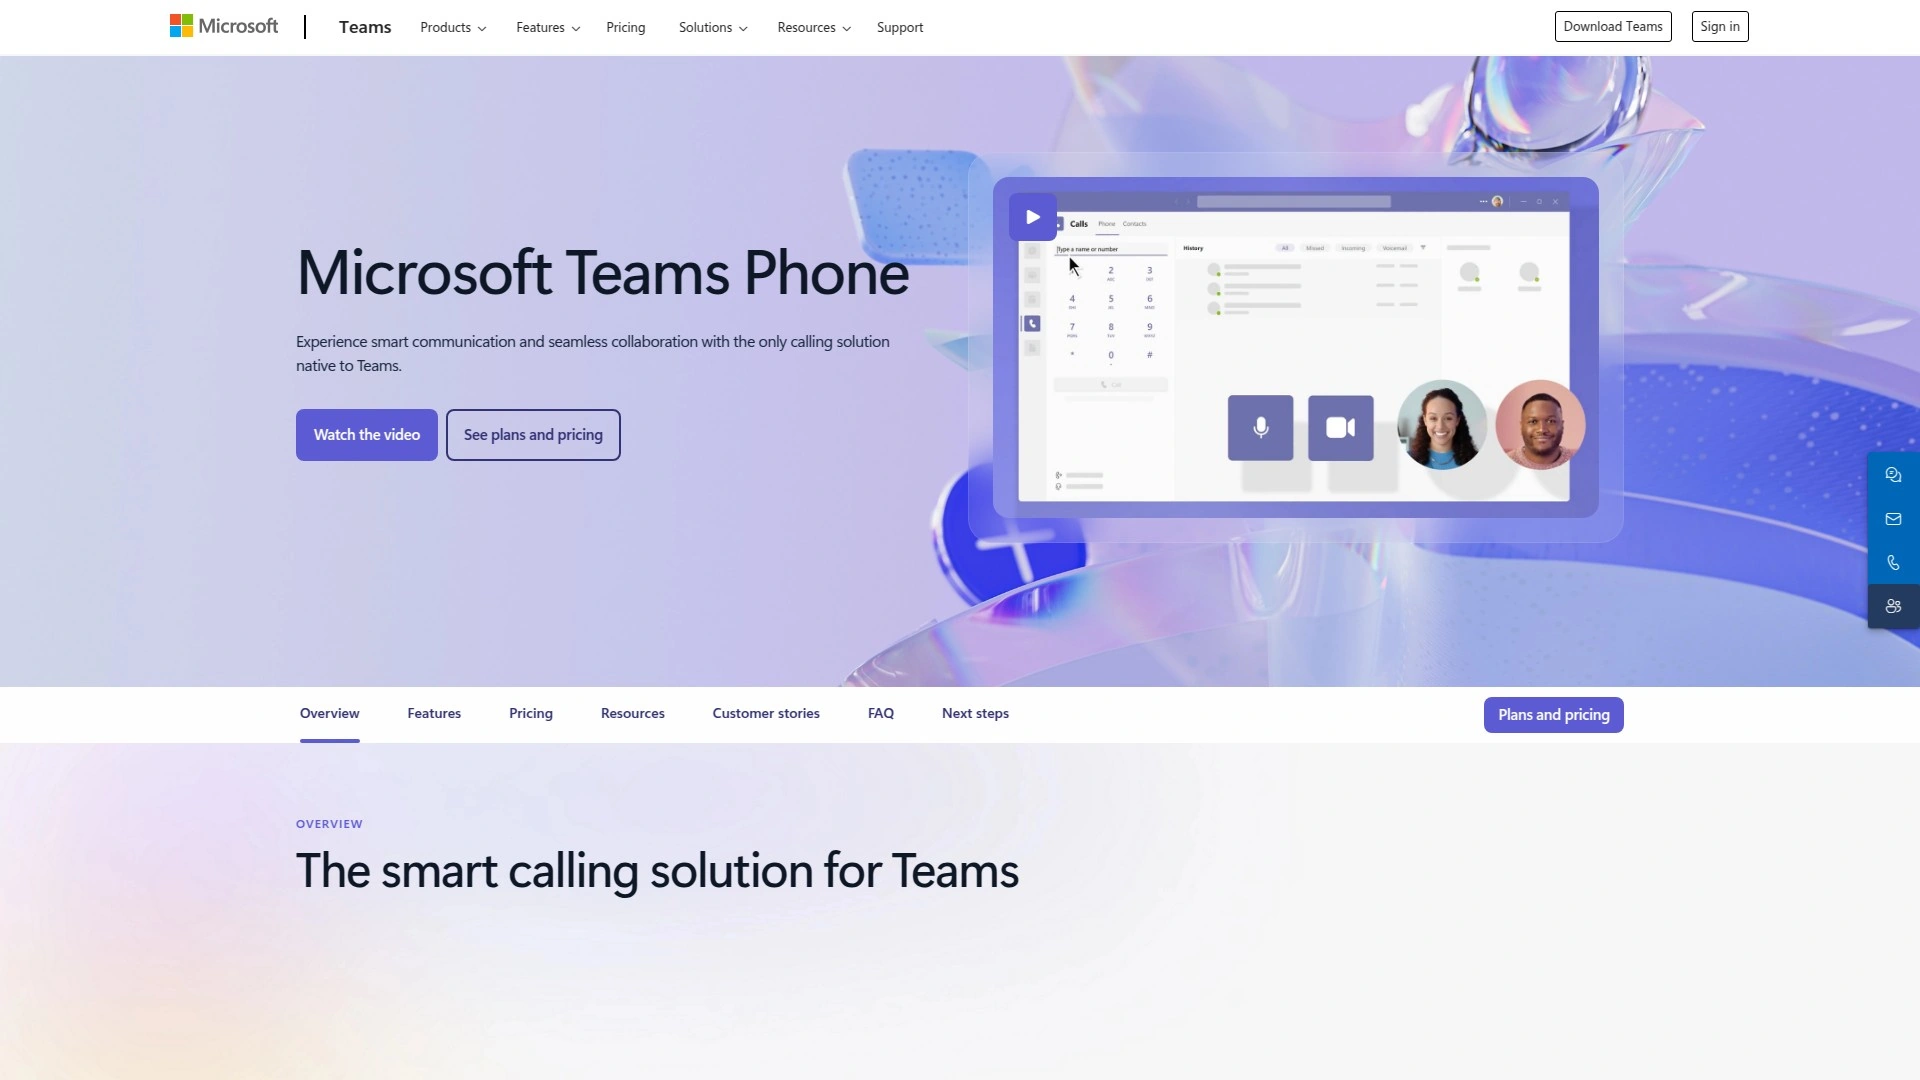 Microsoft
Teams
Products
Features
Pricing
Solutions
Resources
Support
Download Teams
Sign in
Microsoft Teams Phone
Experience smart communication and seamless collaboration with the only calling solution
native to Teams.
Watch the video
See plans and pricing
Calls
Phone
Contacts
Type a name or number
History
All
Missed
Incoming
Voicemail
2
3
4
5
6
7
8
9
*
0
#
Call
Overview
Features
Pricing
Resources
Customer stories
FAQ
Next steps
Plans and pricing
OVERVIEW
The smart calling solution for Teams